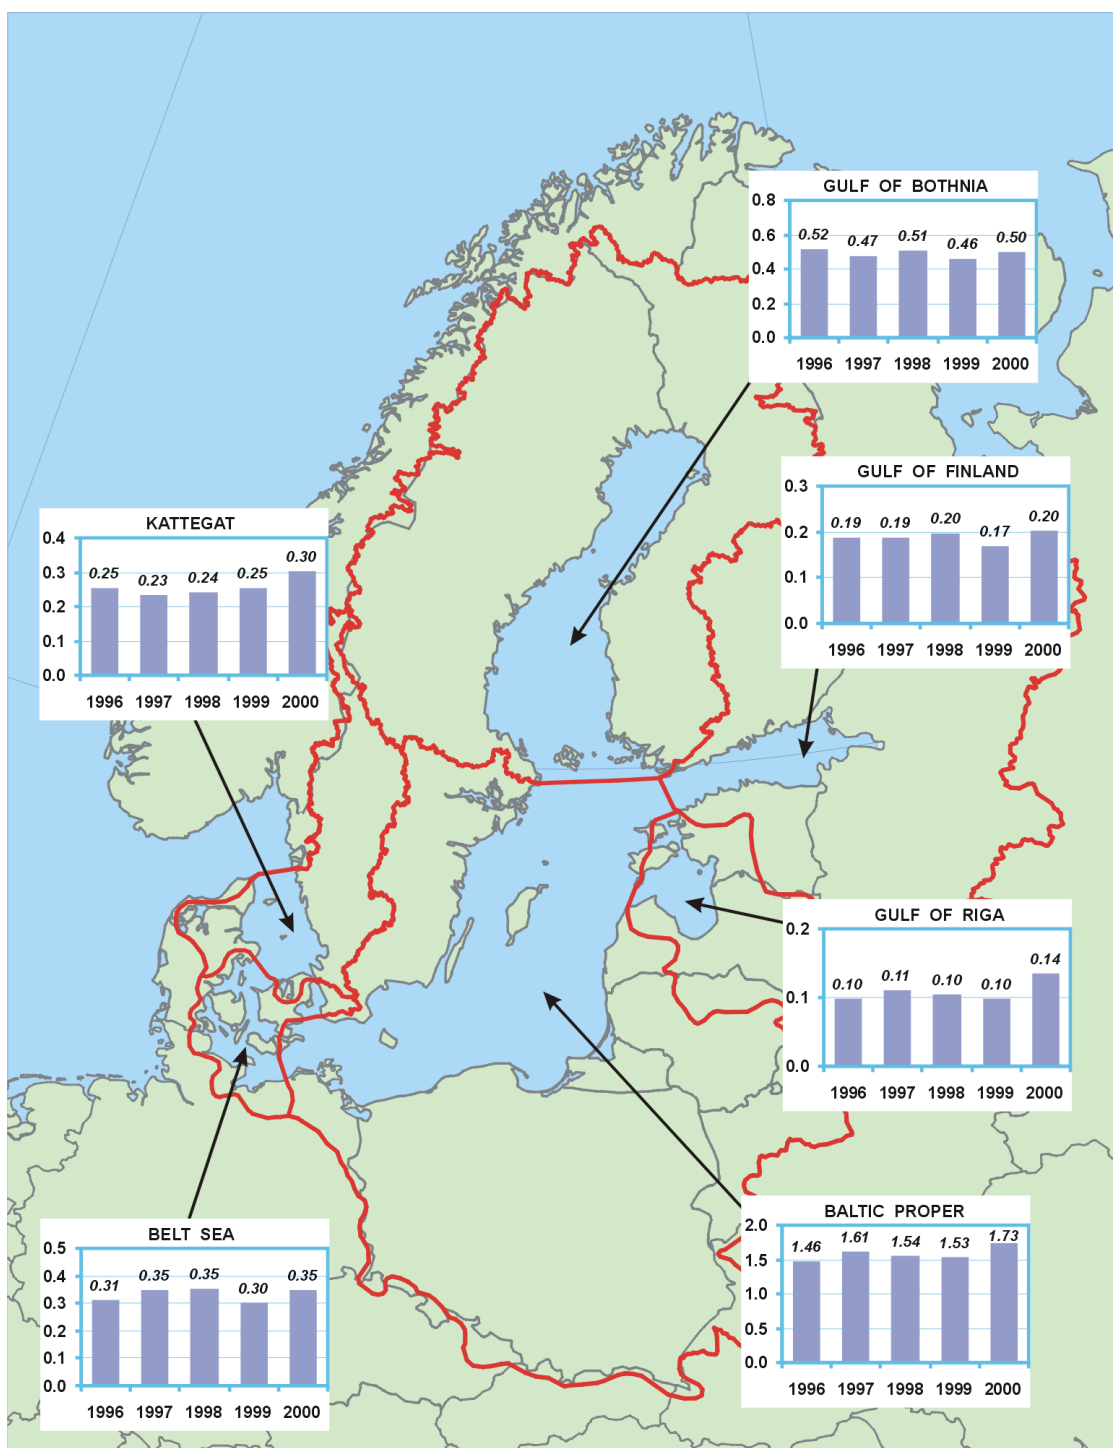 GULF OF BOTHNIA
0.8
0.6
0.4
0.2
0.0
0.52 0.47 0.51 0.46 0.50
1996 1997 1998 1999 2000
GULF OF FINLAND
0.3
0.2
0.1
0.0
0.19 0.19 0.20 0.17 0.20
1996 1997 1998 1999 2000
KATTEGAT
0.4
0.3
0.2
0.1
0.0
0.25 0.23 0.24 0.25 0.30
1996 1997 1998 1999 2000
GULF OF RIGA
0.2
0.1
0.0
0.10 0.11 0.10 0.10 0.14
1996 1997 1998 1999 2000
BALTIC PROPER
2.0
1.5
1.0
0.5
0.0
1.46 1.61 1.54 1.53 1.73
1996 1997 1998 1999 2000
BELT SEA
0.5
0.4
0.3
0.2
0.1
0.0
0.31 0.35 0.35 0.30 0.35
1996 1997 1998 1999 2000